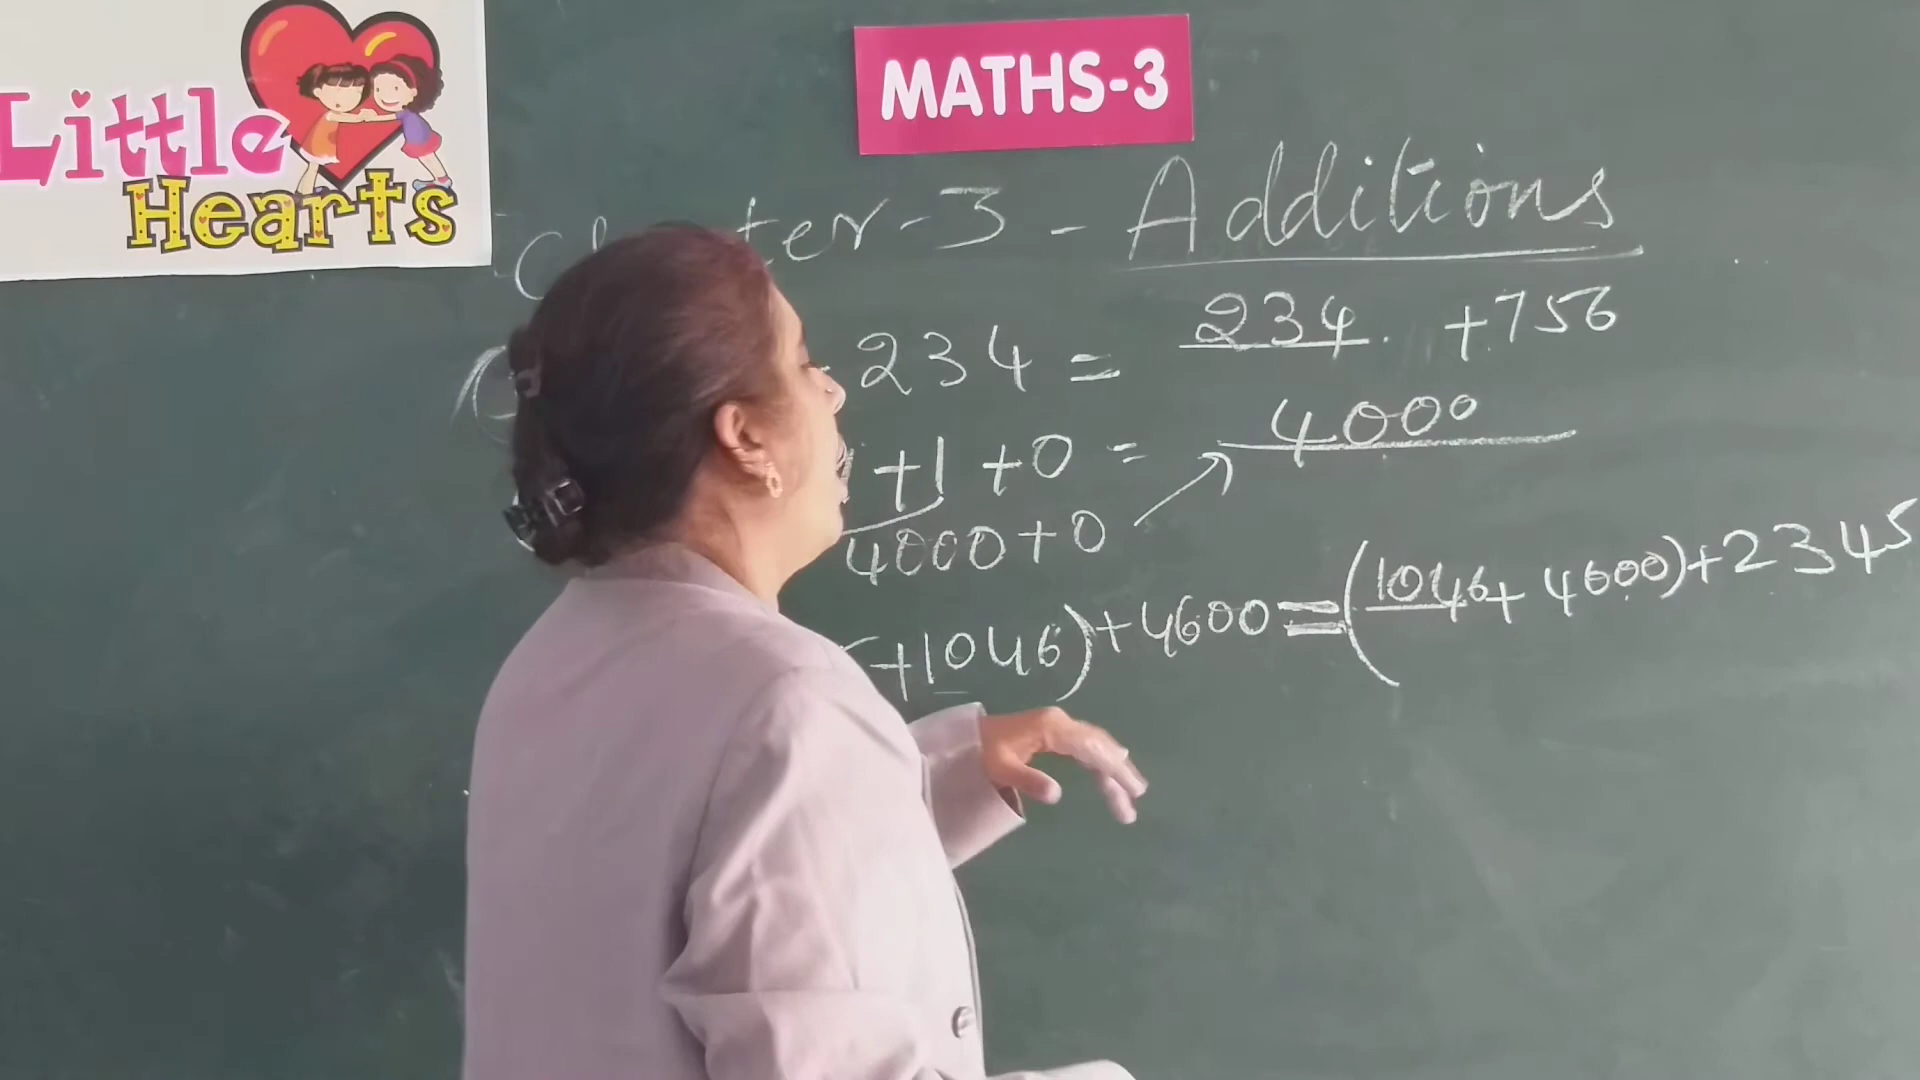 Little
Hearts
MATHS-3
ter-3 - Additions
234 = 234 +756
+1 +0 = 4000
4000+0
+1046)+4600=(1046+4600)+2345